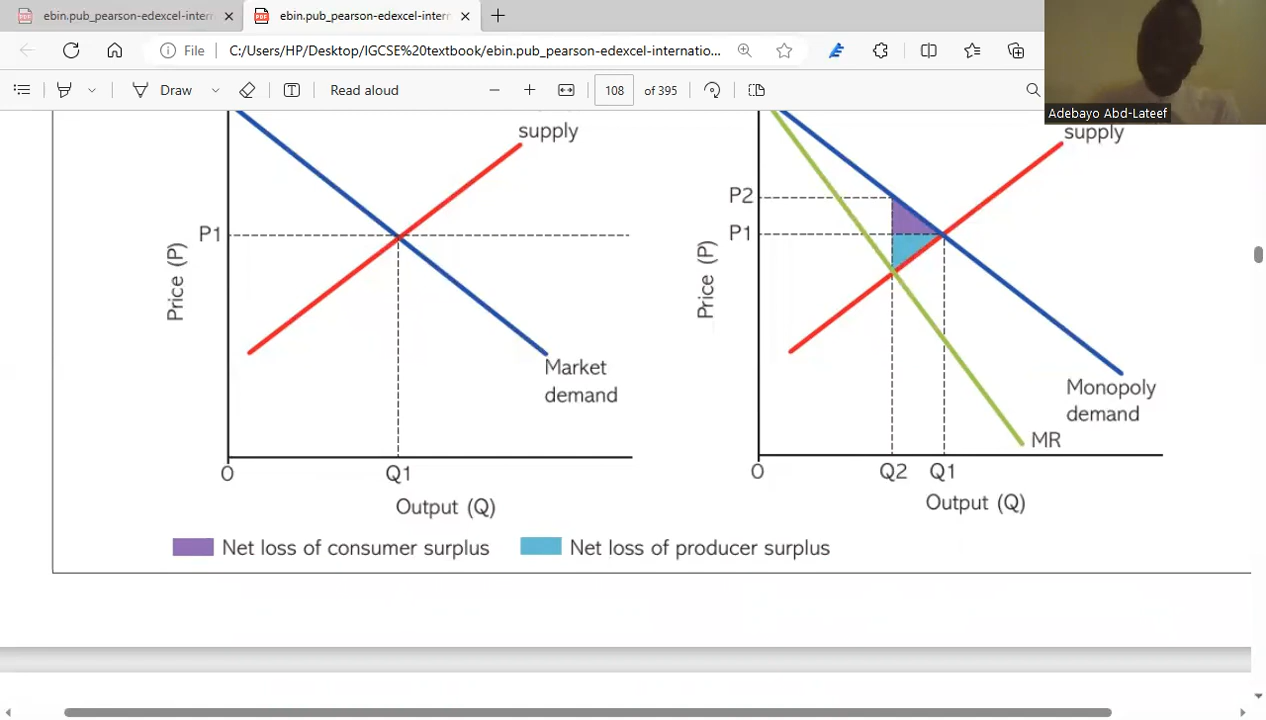 ebin.pub_pearson-edexcel-intern
ebin.pub_pearson-edexcel-intern
File
C:/Users/HP/Desktop/IGCSE%20textbook/ebin.pub_pearson-edexcel-internatio...
Draw
Read aloud
108 of 395
Adebayo Abd-Lateef
supply
supply
P2
P1
P1
Price (P)
Price (P)
Market
demand
Monopoly
demand
MR
0
Q1
0
Q2
Q1
Output (Q)
Output (Q)
Net loss of consumer surplus
Net loss of producer surplus